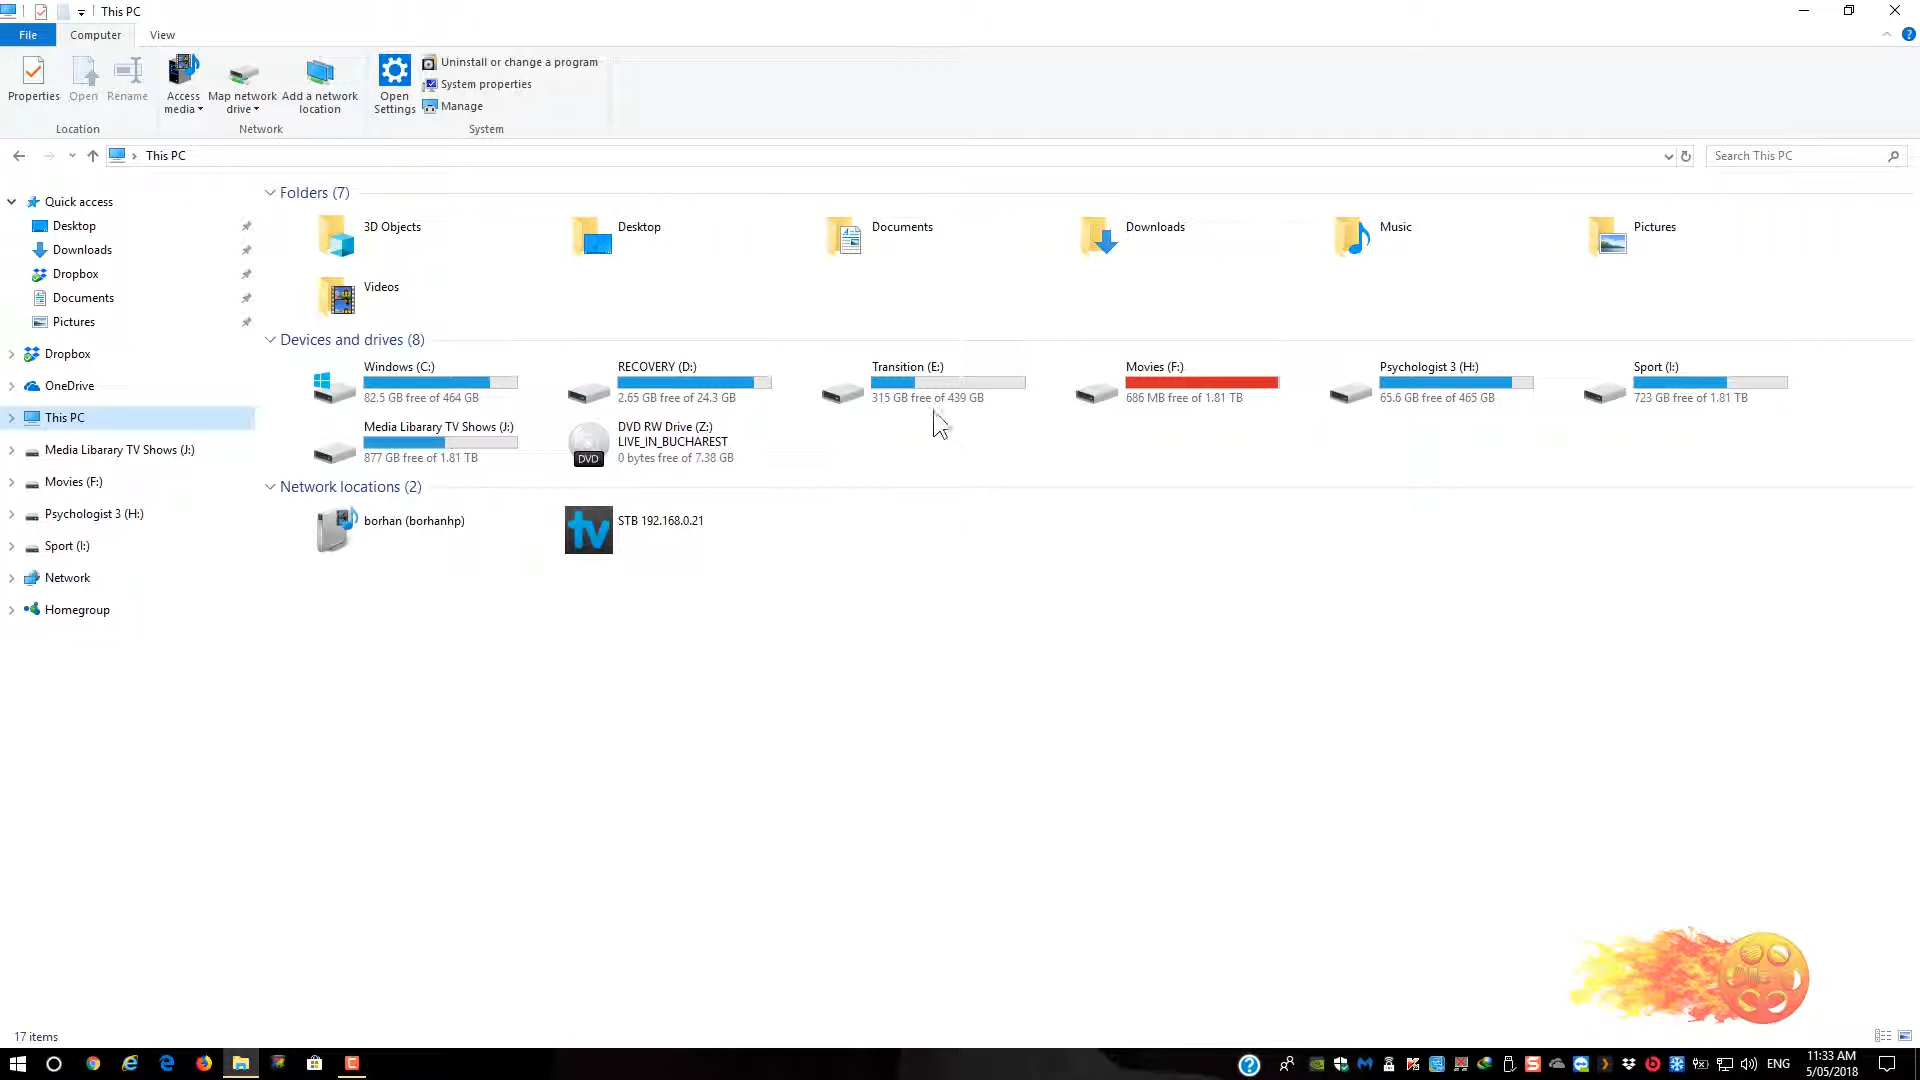 This PC
File
Computer
View
Properties
Open
Rename
Access media
Map network drive
Add a network location
Open Settings
Uninstall or change a program
System properties
Manage
Location
Network
System
This PC
Search This PC
Quick access
Desktop
Downloads
Dropbox
Documents
Pictures
Dropbox
OneDrive
This PC
Media Libarary TV Shows (J:)
Movies (F:)
Psychologist 3 (H:)
Sport (I:)
Network
Homegroup
Folders (7)
3D Objects
Desktop
Documents
Downloads
Music
Pictures
Videos
Devices and drives (8)
Windows (C:)
82.5 GB free of 464 GB
RECOVERY (D:)
2.65 GB free of 24.3 GB
Transition (E:)
315 GB free of 439 GB
Movies (F:)
686 MB free of 1.81 TB
Psychologist 3 (H:)
65.6 GB free of 465 GB
Sport (I:)
723 GB free of 1.81 TB
Media Libarary TV Shows (J:)
877 GB free of 1.81 TB
DVD
DVD RW Drive (Z:)
LIVE_IN_BUCHAREST
0 bytes free of 7.38 GB
Network locations (2)
borhan (borhanhp)
tv
STB 192.168.0.21
17 items
ENG
11:33 AM
5/05/2018